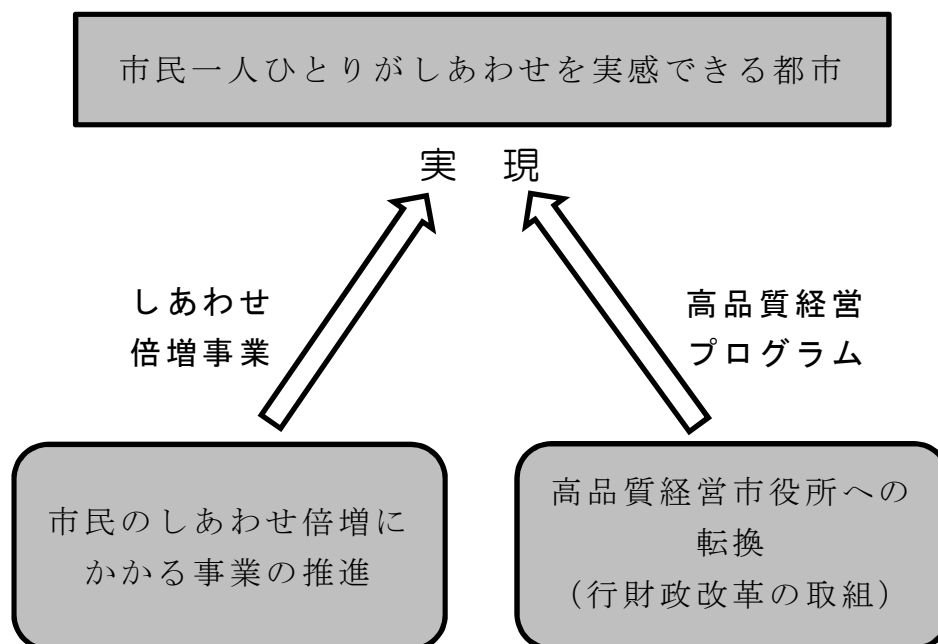 市民一人ひとりがしあわせを実感できる都市
実 現
しあわせ
倍増事業
高品質経営
プログラム
市民のしあわせ倍増に
かかる事業の推進
高品質経営市役所への
転換
（行財政改革の取組）